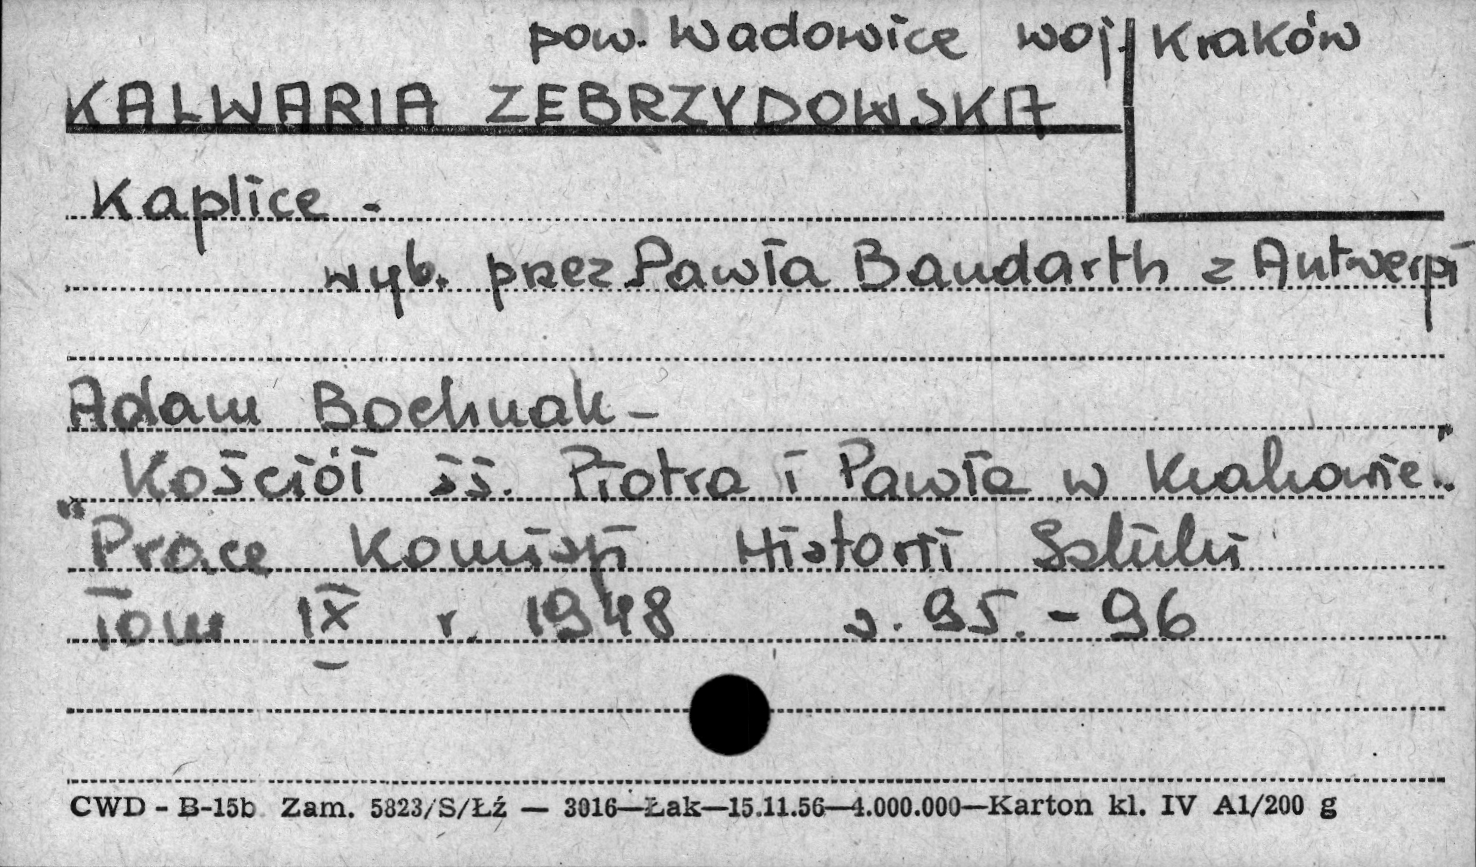 pow. Wadowice woj. Kraków
KALWARIA ZEBRZYDOWSKA
Kaplice -
wyb. przez Pawła Baudarth z Antwerpi
Adam Bochnak -
Kościół śś. Piotra i Pawła w Krakowie."
"Prace Komisji Historii Sztuki
Tom IX r. 1948 s. 95. - 96
CWD - B-15b Zam. 5823/S/Łź — 3016—Łak—15.11.56—4.000.000—Karton kl. IV A1/200 g